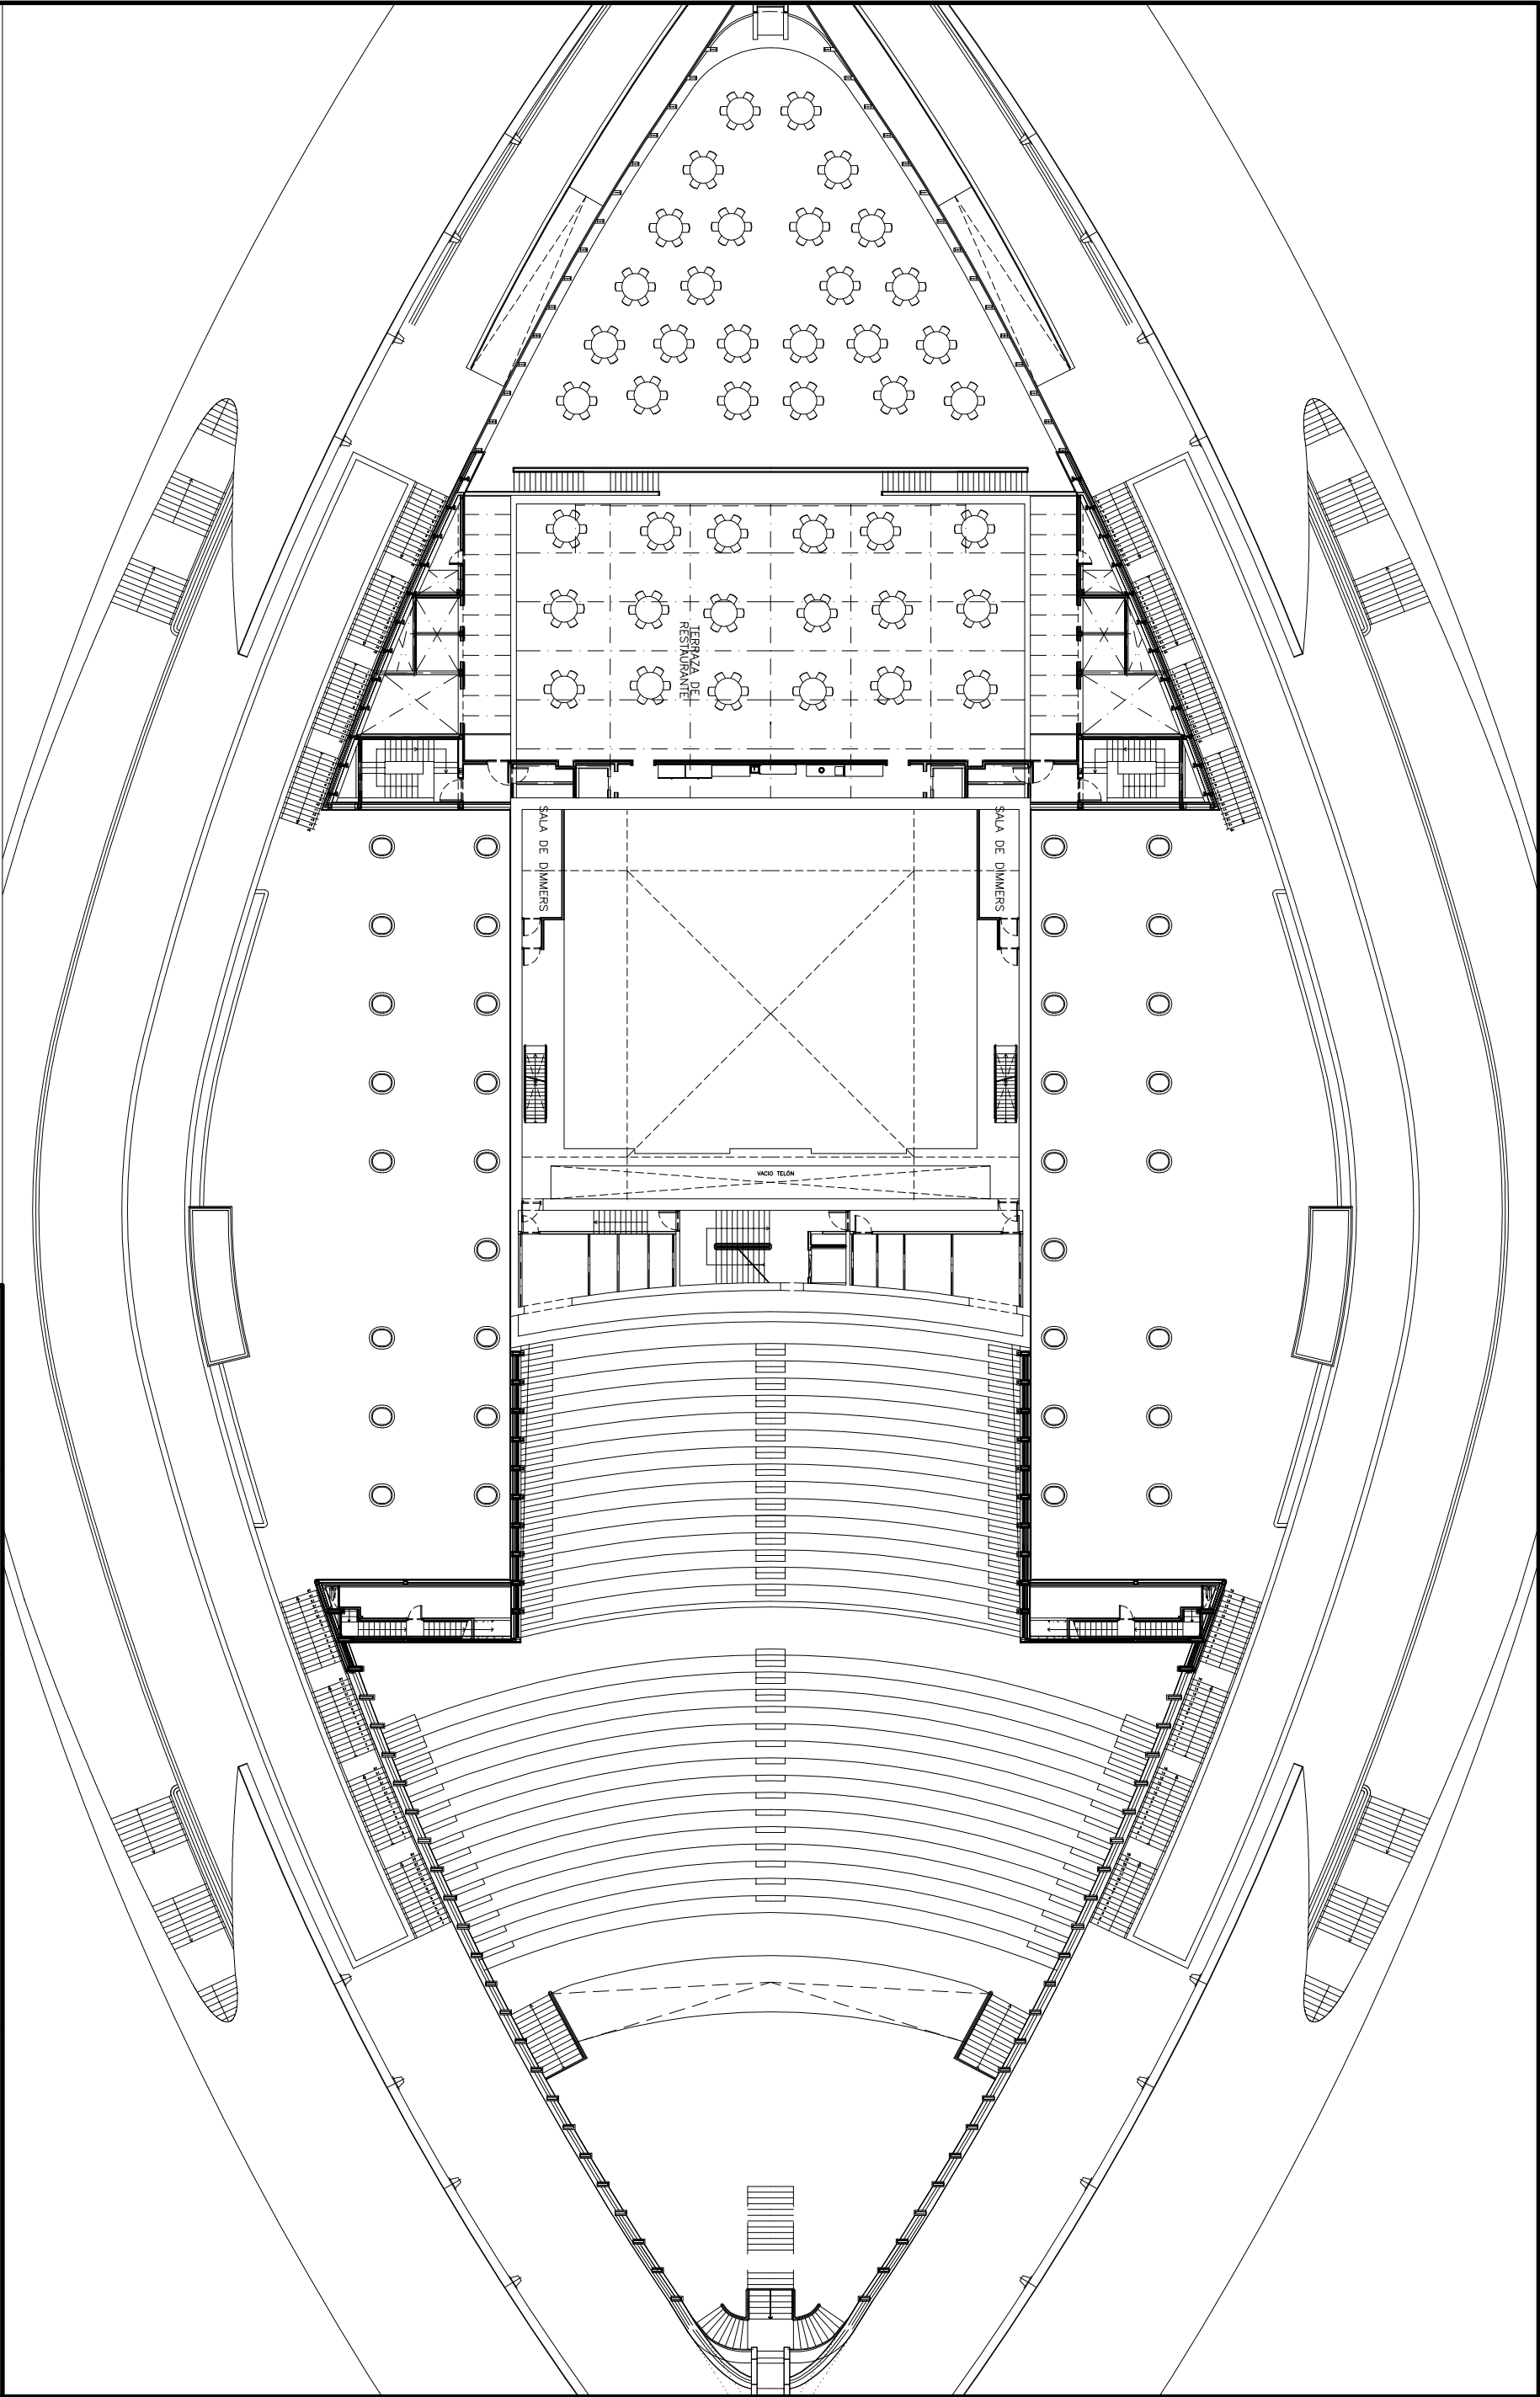 TERRAZA DE
RESTAURANTE
SALA DE DIMMERS
SALA DE DIMMERS
VACIO TELÓN